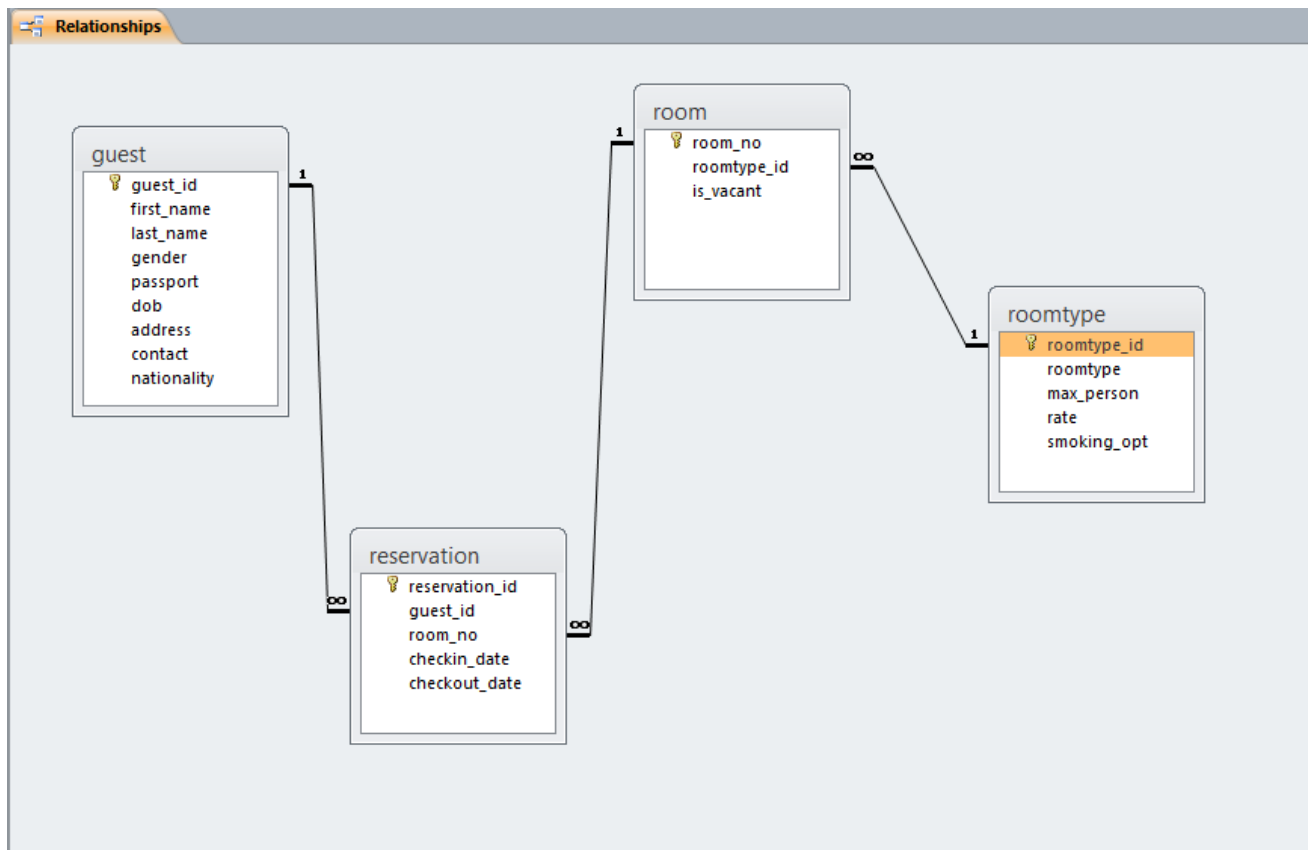 Relationships
guest
guest_id
first_name
last_name
gender
passport
dob
address
contact
nationality
1
∞
reservation
reservation_id
guest_id
room_no
checkin_date
checkout_date
∞
1
room
room_no
roomtype_id
is_vacant
∞
1
roomtype
roomtype_id
roomtype
max_person
rate
smoking_opt